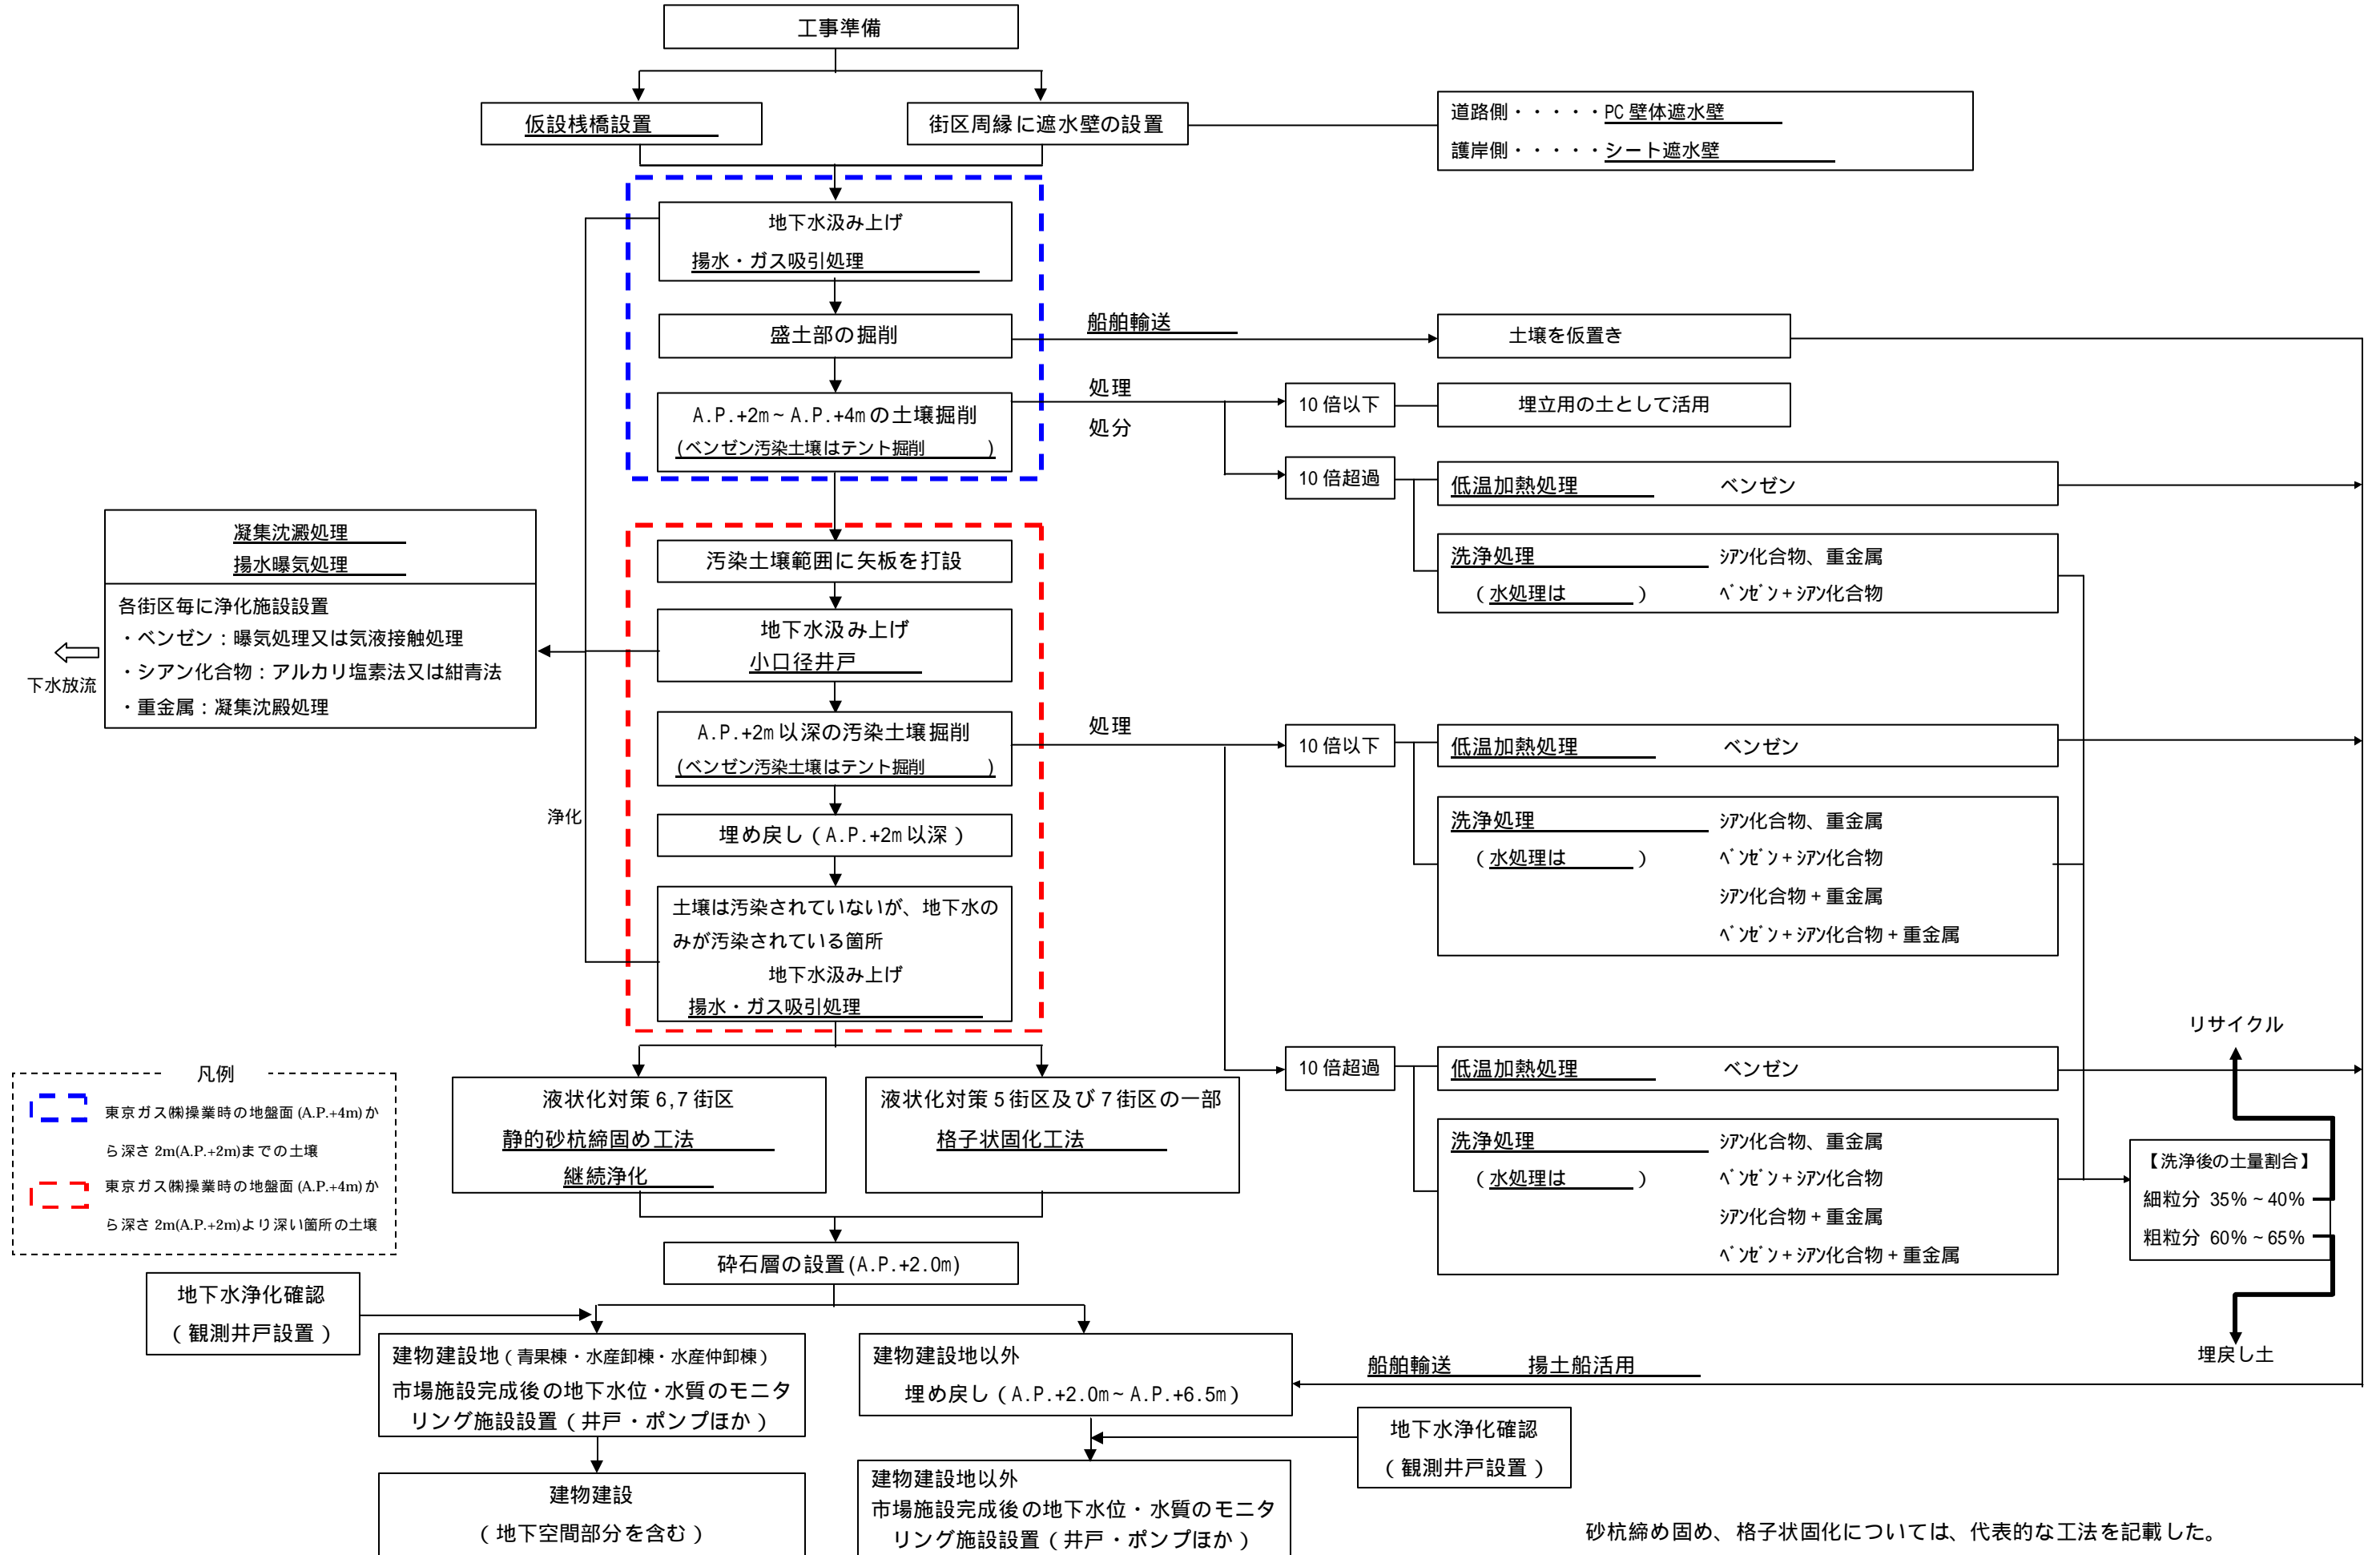 工事準備
仮設桟橋設置
街区周縁に遮水壁の設置
道路側・・・・・PC壁体遮水壁
護岸側・・・・・シート遮水壁
地下水汲み上げ
揚水・ガス吸引処理
盛土部の掘削
船舶輸送
土壌を仮置き
A.P.+2m~A.P.+4mの土壌掘削
(ベンゼン汚染土壌はテント掘削 )
処理
処分
10倍以下
埋立用の土として活用
10倍超過
低温加熱処理 ベンゼン
洗浄処理 ｼｱﾝ化合物、重金属
(水処理は ) ﾍﾞﾝｾﾞﾝ+ｼｱﾝ化合物
凝集沈澱処理
揚水曝気処理
各街区毎に浄化施設設置
・ベンゼン:曝気処理又は気液接触処理
・シアン化合物:アルカリ塩素法又は紺青法
・重金属:凝集沈殿処理
下水放流
汚染土壌範囲に矢板を打設
地下水汲み上げ
小口径井戸
A.P.+2m以深の汚染土壌掘削
(ベンゼン汚染土壌はテント掘削 )
処理
10倍以下
低温加熱処理 ベンゼン
浄化
埋め戻し(A.P.+2m以深)
洗浄処理 ｼｱﾝ化合物、重金属
(水処理は ) ﾍﾞﾝｾﾞﾝ+ｼｱﾝ化合物
ｼｱﾝ化合物+重金属
ﾍﾞﾝｾﾞﾝ+ｼｱﾝ化合物+重金属
土壌は汚染されていないが、地下水の
みが汚染されている箇所
地下水汲み上げ
揚水・ガス吸引処理
リサイクル
10倍超過
低温加熱処理 ベンゼン
洗浄処理 ｼｱﾝ化合物、重金属
(水処理は ) ﾍﾞﾝｾﾞﾝ+ｼｱﾝ化合物
ｼｱﾝ化合物+重金属
ﾍﾞﾝｾﾞﾝ+ｼｱﾝ化合物+重金属
【洗浄後の土量割合】
細粒分 35%~40%
粗粒分 60%~65%
埋戻し土
凡例
東京ガス㈱操業時の地盤面(A.P.+4m)か
ら深さ2m(A.P.+2m)までの土壌
東京ガス㈱操業時の地盤面(A.P.+4m)か
ら深さ2m(A.P.+2m)より深い箇所の土壌
液状化対策6,7街区
静的砂杭締固め工法
継続浄化
液状化対策5街区及び7街区の一部
格子状固化工法
砕石層の設置(A.P.+2.0m)
地下水浄化確認
(観測井戸設置)
建物建設地(青果棟・水産卸棟・水産仲卸棟)
市場施設完成後の地下水位・水質のモニタ
リング施設設置(井戸・ポンプほか)
建物建設地以外
埋め戻し(A.P.+2.0m~A.P.+6.5m)
船舶輸送 揚土船活用
地下水浄化確認
(観測井戸設置)
建物建設
(地下空間部分を含む)
建物建設地以外
市場施設完成後の地下水位・水質のモニタ
リング施設設置(井戸・ポンプほか)
砂杭締め固め、格子状固化については、代表的な工法を記載した。